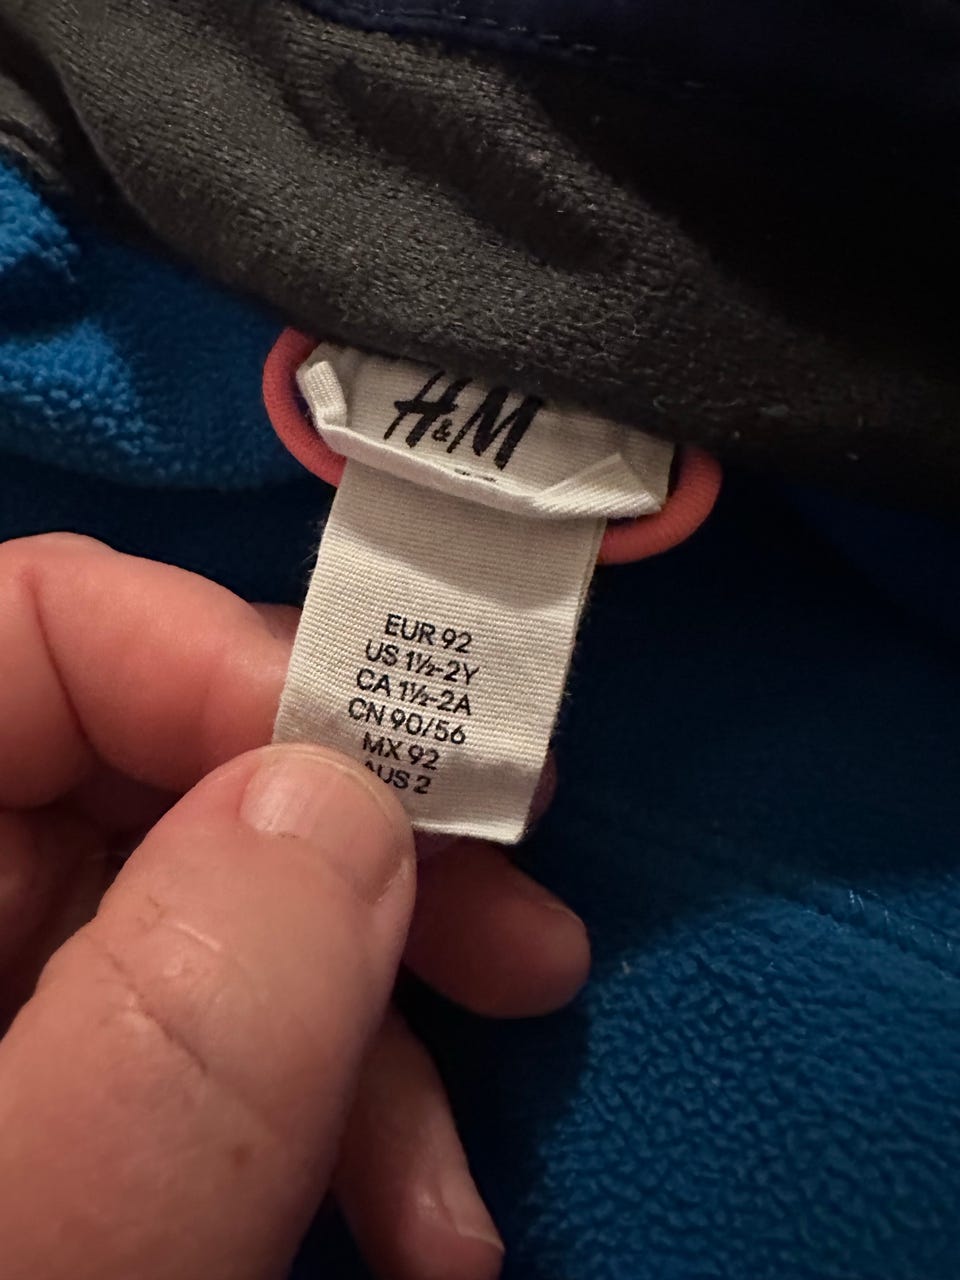 H&M
EUR 92
US 1½-2Y
CA 1½-2A
CN 90/56
MX 92
AUS 2